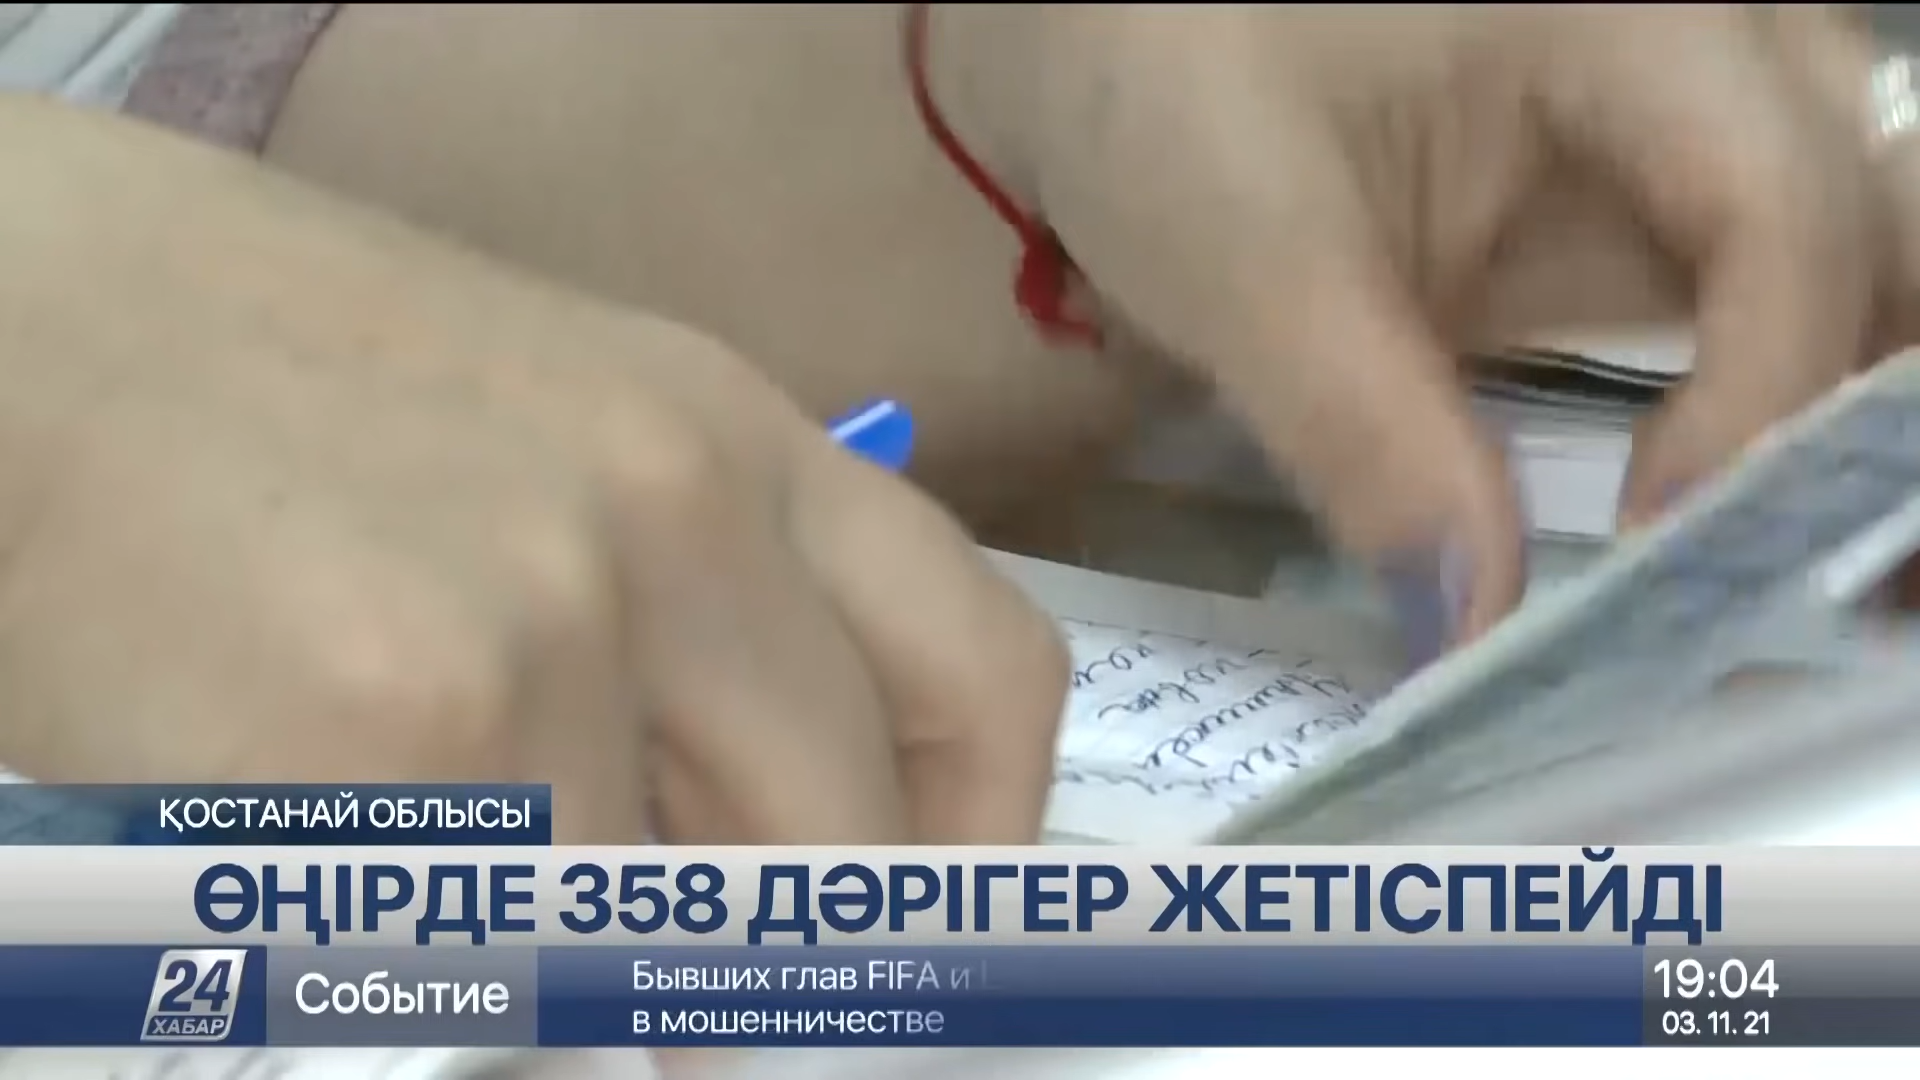 ҚОСТАНАЙ ОБЛЫСЫ
ӨҢІРДЕ 358 ДӘРІГЕР ЖЕТІСПЕЙДІ
24
ХАБАР
Событие
Бывших глав FIFA и
в мошенничестве
19:04
03. 11. 21